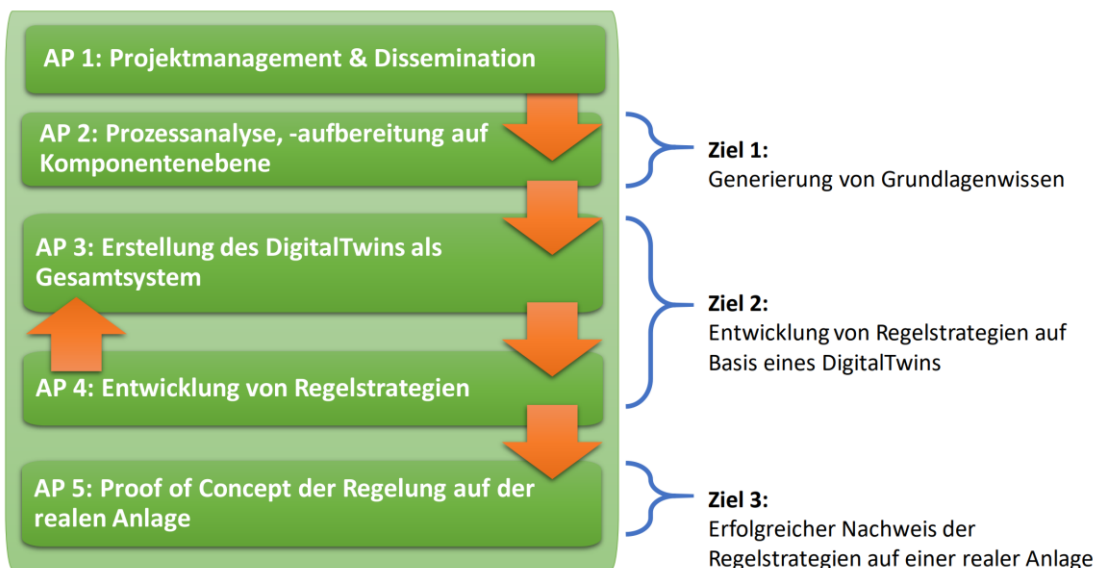 AP 1: Projektmanagement & Dissemination
AP 2: Prozessanalyse, -aufbereitung auf
Komponentenebene
Ziel 1:
Generierung von Grundlagenwissen
AP 3: Erstellung des DigitalTwins als
Gesamtsystem
Ziel 2:
Entwicklung von Regelstrategien auf
Basis eines DigitalTwins
AP 4: Entwicklung von Regelstrategien
AP 5: Proof of Concept der Regelung auf der
realen Anlage
Ziel 3:
Erfolgreicher Nachweis der
Regelstrategien auf einer realer Anlage